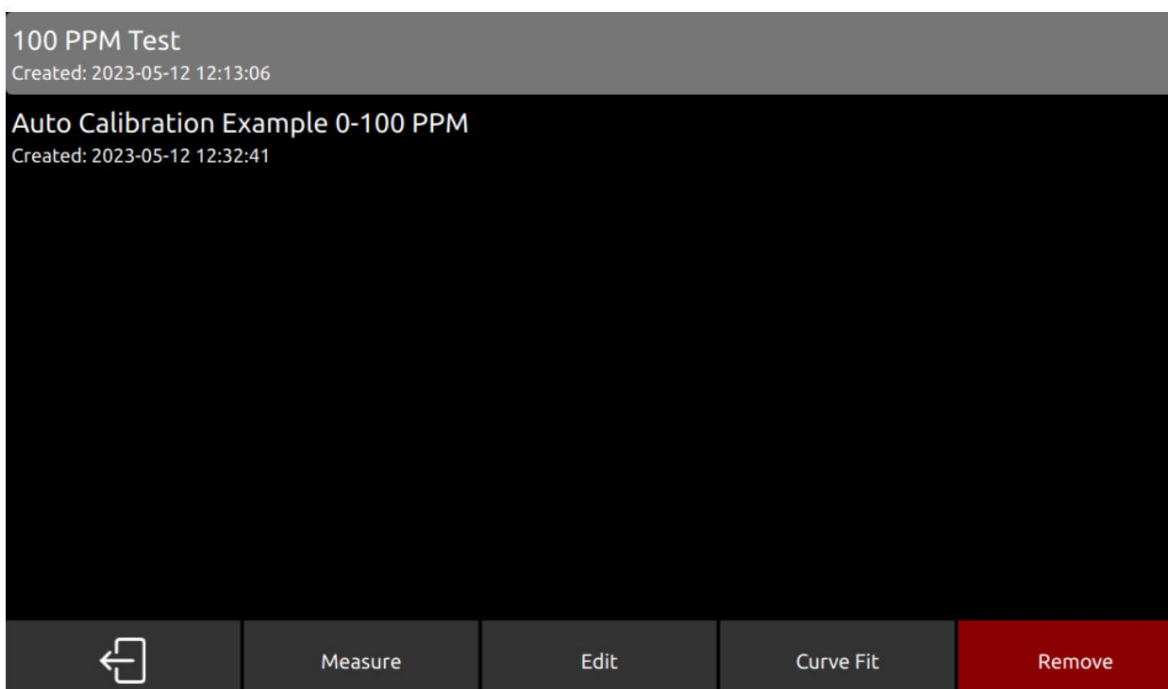 100 PPM Test
Created: 2023-05-12 12:13:06
Auto Calibration Example 0-100 PPM
Created: 2023-05-12 12:32:41
Measure
Edit
Curve Fit
Remove